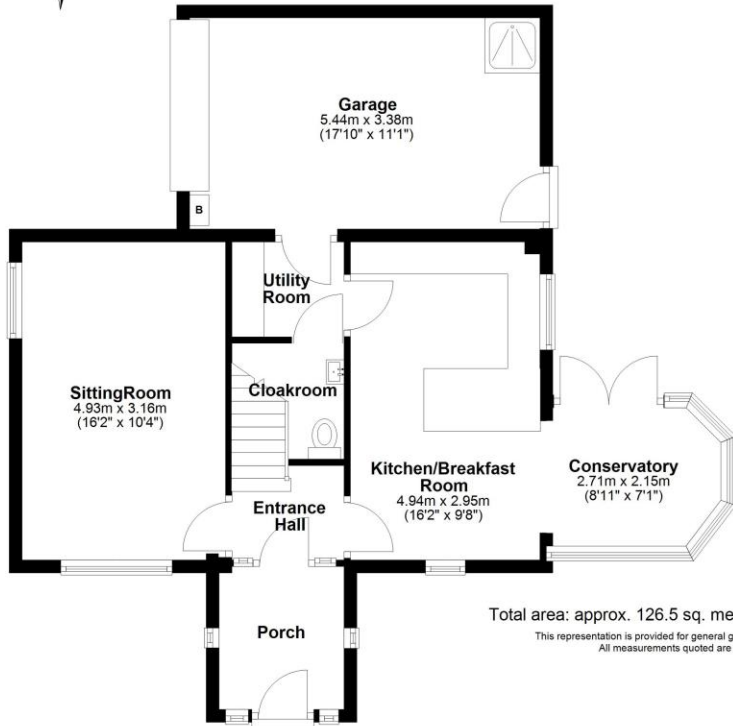 Garage
5.44m x 3.38m
(17'10" x 11'1")
B
Utility
Room
SittingRoom
4.93m x 3.16m
(16'2" x 10'4")
Cloakroom
Kitchen/Breakfast
Room
4.94m x 2.95m
(16'2" x 9'8")
Conservatory
2.71m x 2.15m
(8'11" x 7'1")
Entrance
Hall
Porch
Total area: approx. 126.5 sq. me
This representation is provided for general g
All measurements quoted are